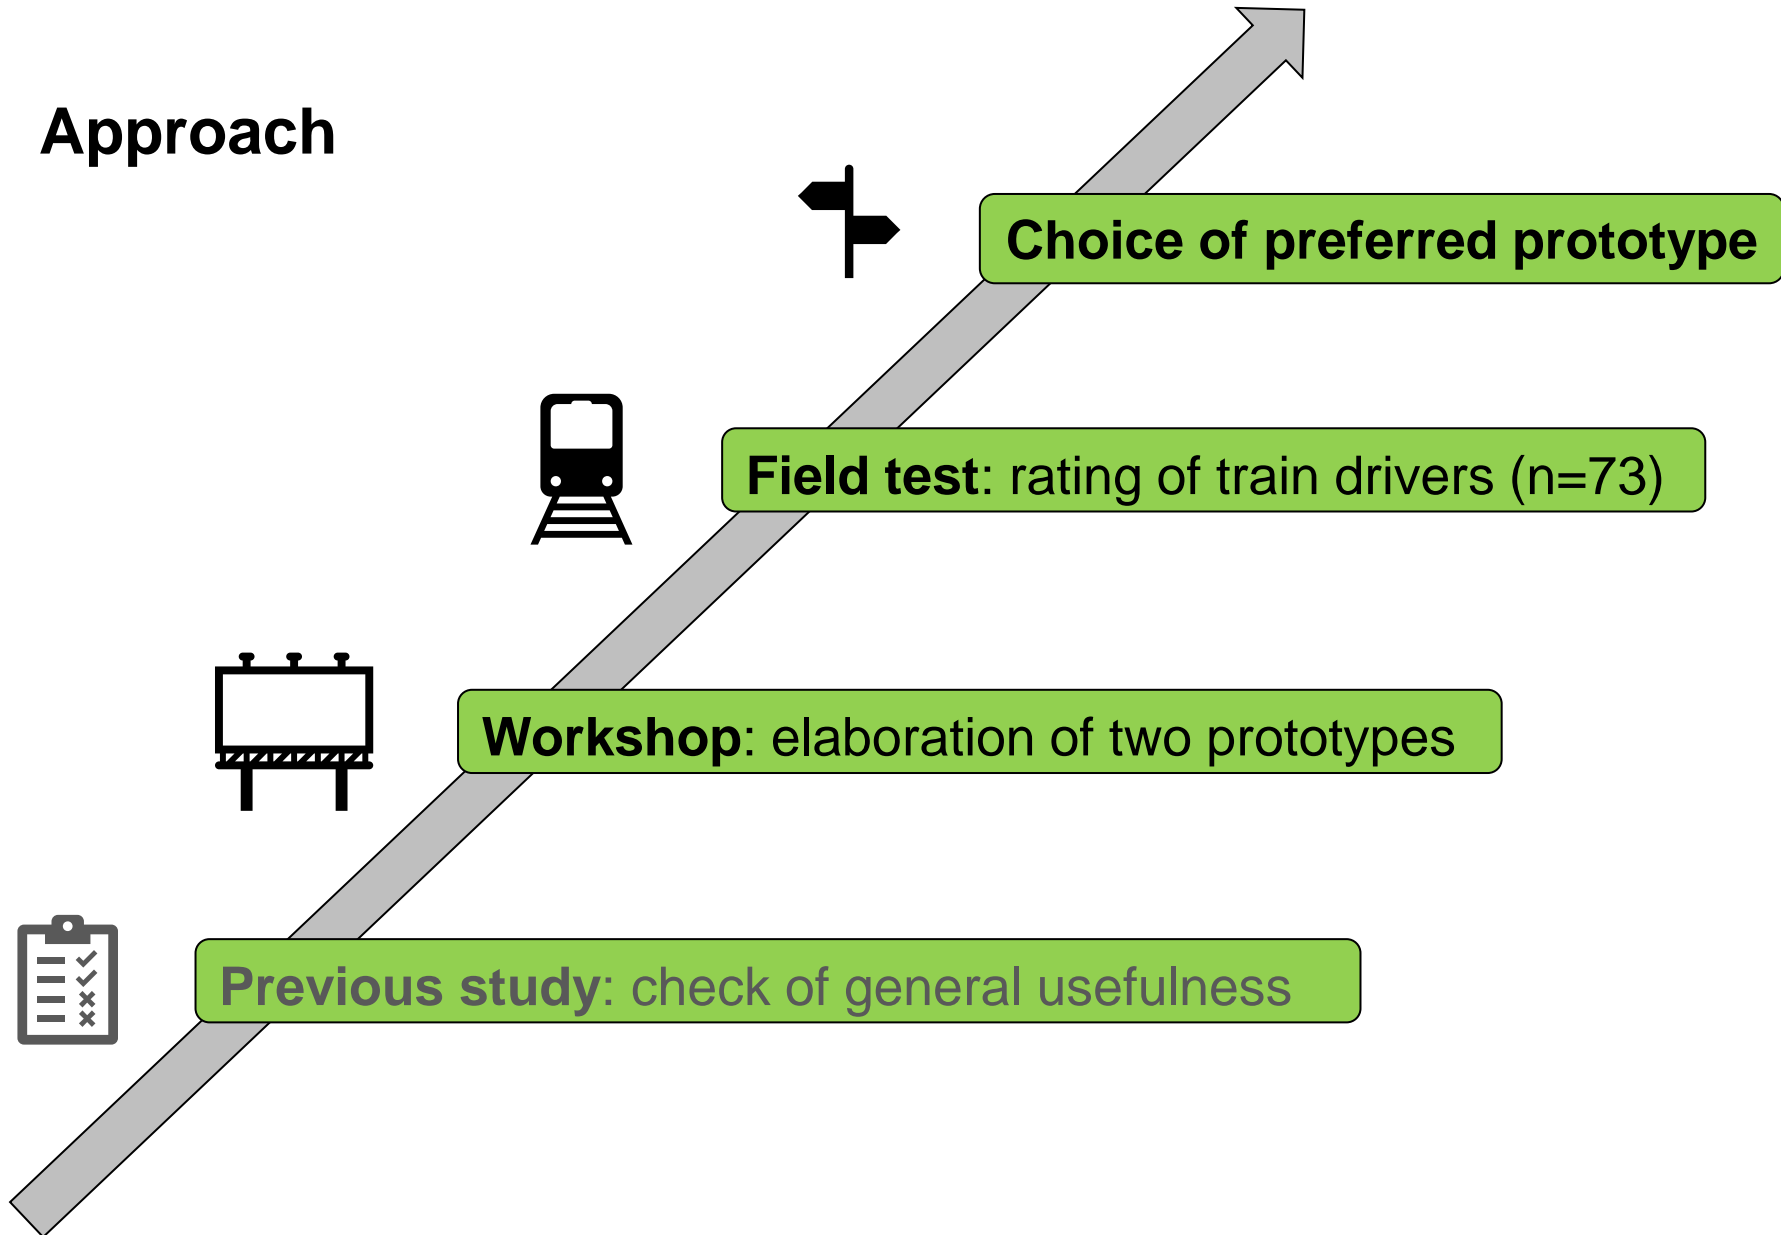 Approach
Choice of preferred prototype
Field test: rating of train drivers (n=73)
Workshop: elaboration of two prototypes
Previous study: check of general usefulness